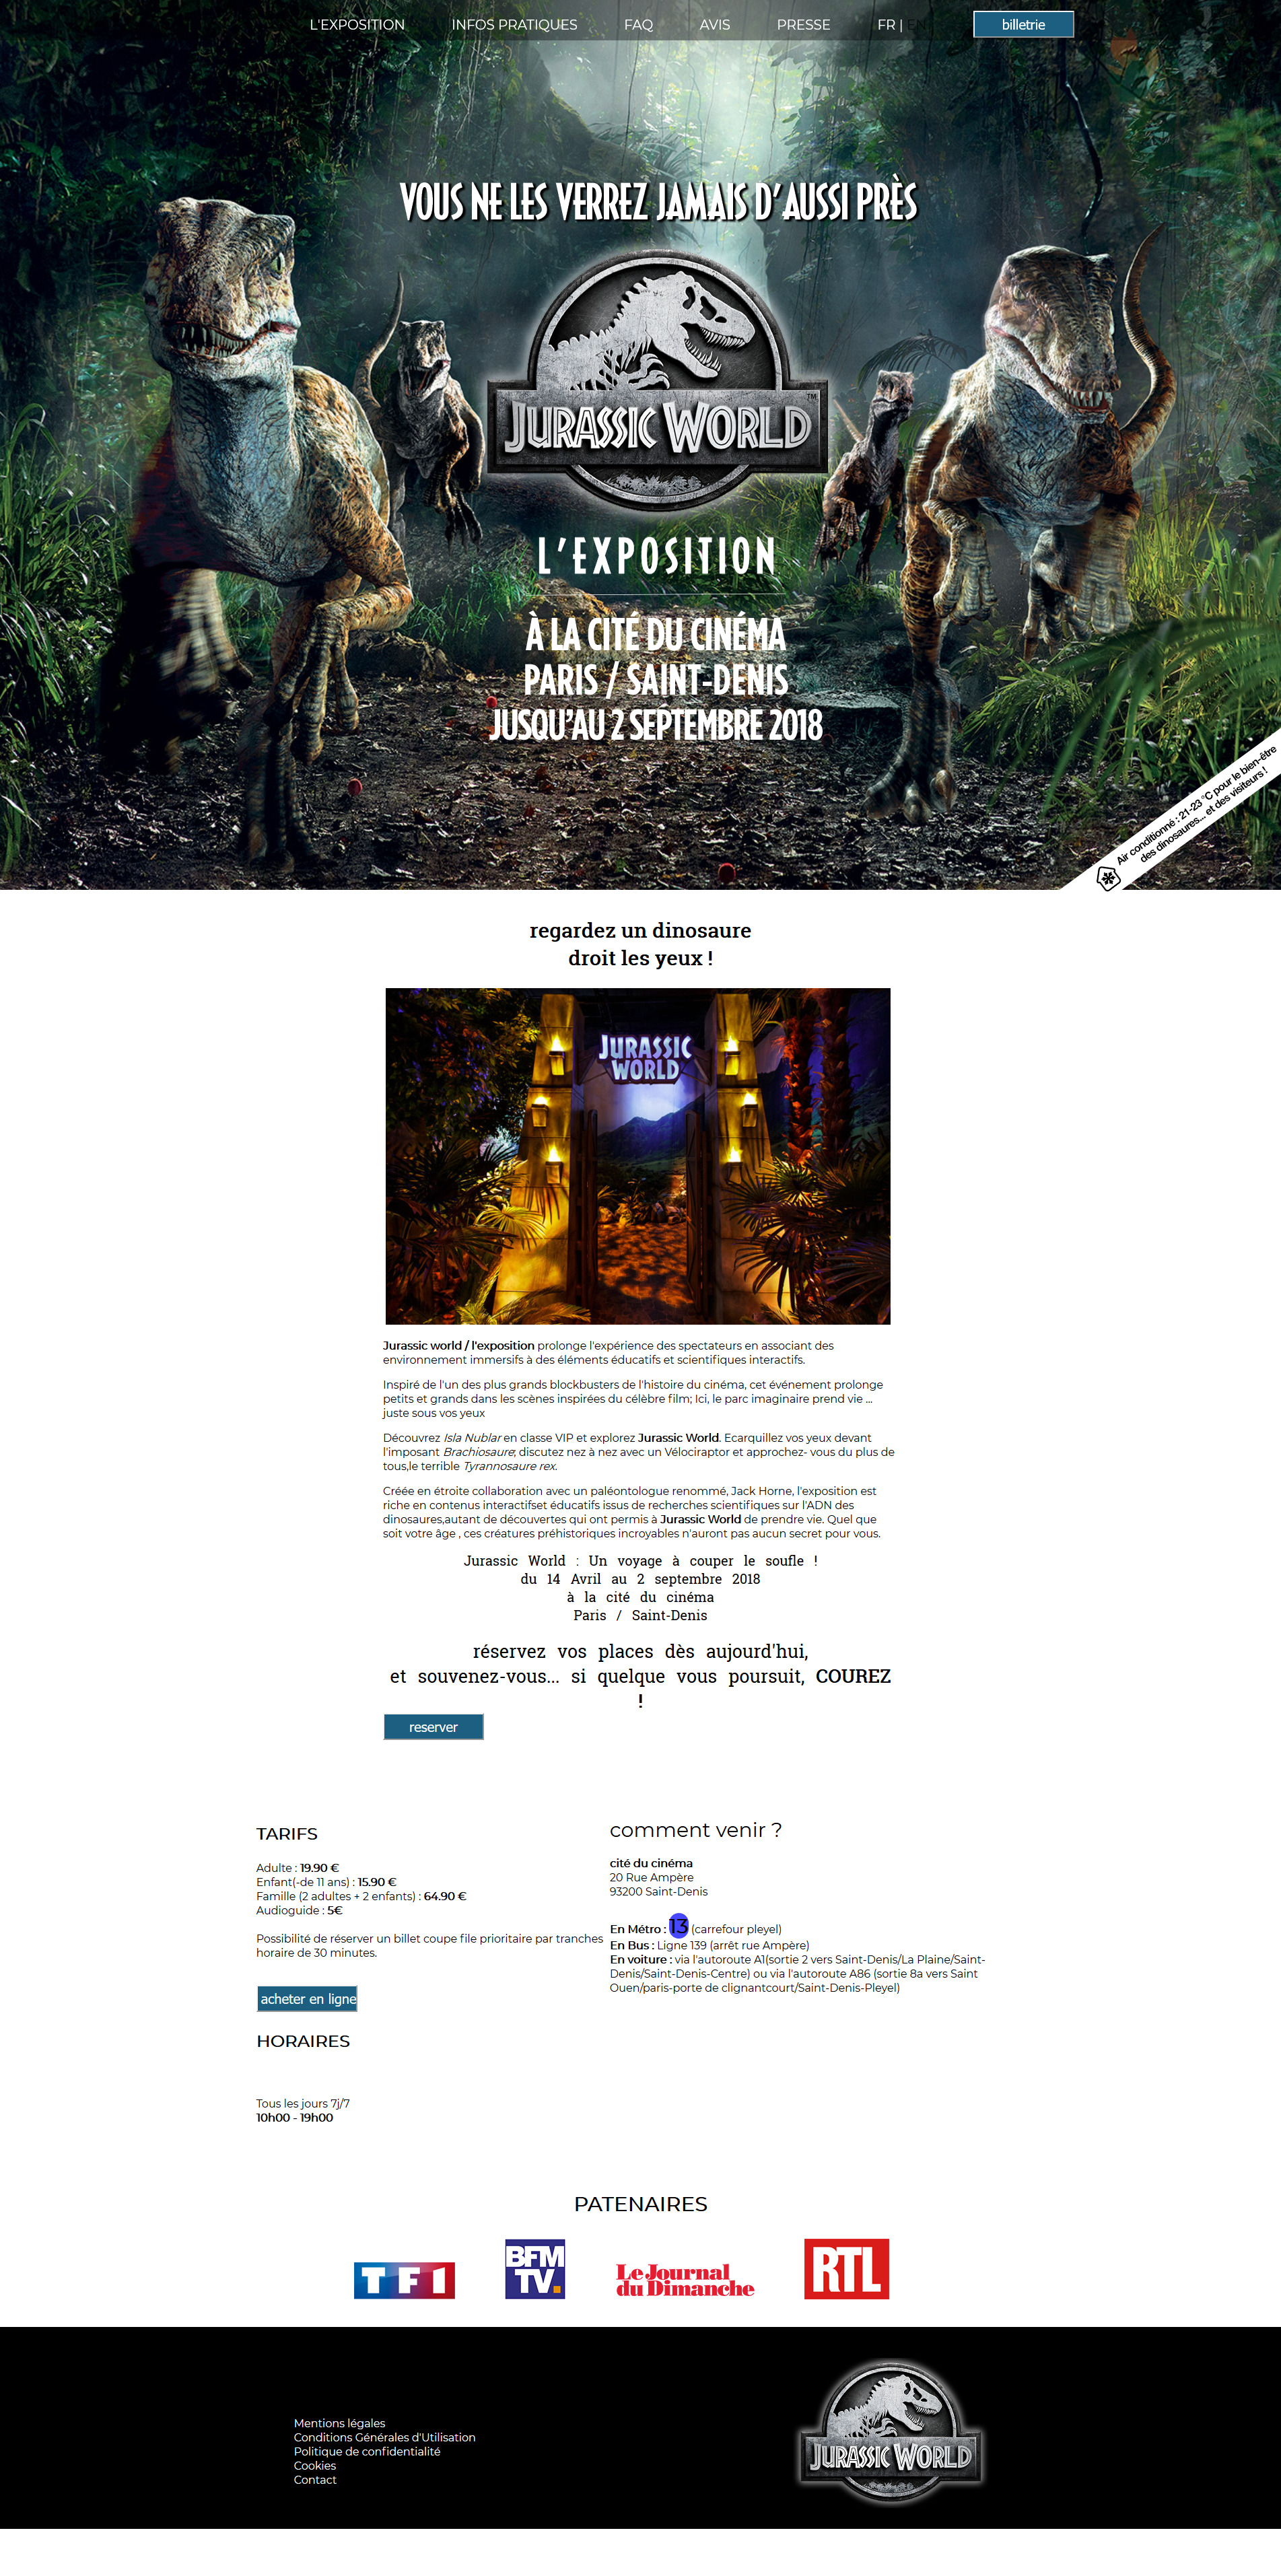 L'EXPOSITION INFOS PRATIQUES FAQ AVIS PRESSE FR | EN billetrie
VOUS NE LES VERREZ JAMAIS D'AUSSI PRÈS
JURASSIC WORLD
TM
L'EXPOSITION
À LA CITÉ DU CINÉMA
PARIS / SAINT-DENIS
JUSQU'AU 2 SEPTEMBRE 2018
Air conditionné : 21-23 °C pour le bien-être
des dinosaures... et des visiteurs !
regardez un dinosaure
droit les yeux !
JURASSIC
WORLD
Jurassic world / l'exposition prolonge l'expérience des spectateurs en associant des
environnement immersifs à des éléments éducatifs et scientifiques interactifs.
Inspiré de l'un des plus grands blockbusters de l'histoire du cinéma, cet événement prolonge
petits et grands dans les scènes inspirées du célèbre film; Ici, le parc imaginaire prend vie ...
juste sous vos yeux
Découvrez Isla Nublar en classe VIP et explorez Jurassic World. Ecarquillez vos yeux devant
l'imposant Brachiosaure; discutez nez à nez avec un Vélociraptor et approchez- vous du plus de
tous,le terrible Tyrannosaure rex.
Créée en étroite collaboration avec un paléontologue renommé, Jack Horne, l'exposition est
riche en contenus interactifset éducatifs issus de recherches scientifiques sur l'ADN des
dinosaures,autant de découvertes qui ont permis à Jurassic World de prendre vie. Quel que
soit votre âge , ces créatures préhistoriques incroyables n'auront pas aucun secret pour vous.
Jurassic World : Un voyage à couper le soufle !
du 14 Avril au 2 septembre 2018
à la cité du cinéma
Paris / Saint-Denis
réservez vos places dès aujourd'hui,
et souvenez-vous... si quelque vous poursuit, COUREZ
!
reserver
TARIFS
Adulte : 19.90 €
Enfant(-de 11 ans) : 15.90 €
Famille (2 adultes + 2 enfants) : 64.90 €
Audioguide : 5€
Possibilité de réserver un billet coupe file prioritaire par tranches
horaire de 30 minutes.
acheter en ligne
HORAIRES
Tous les jours 7j/7
10h00 - 19h00
comment venir ?
cité du cinéma
20 Rue Ampère
93200 Saint-Denis
En Métro : 13 (carrefour pleyel)
En Bus : Ligne 139 (arrêt rue Ampère)
En voiture : via l'autoroute A1(sortie 2 vers Saint-Denis/La Plaine/Saint-
Denis/Saint-Denis-Centre) ou via l'autoroute A86 (sortie 8a vers Saint
Ouen/paris-porte de clignantcourt/Saint-Denis-Pleyel)
PATENAIRES
TF1
BFM
TV.
Le Journal
du Dimanche
RTL
Mentions légales
Conditions Générales d'Utilisation
Politique de confidentialité
Cookies
Contact
JURASSIC WORLD